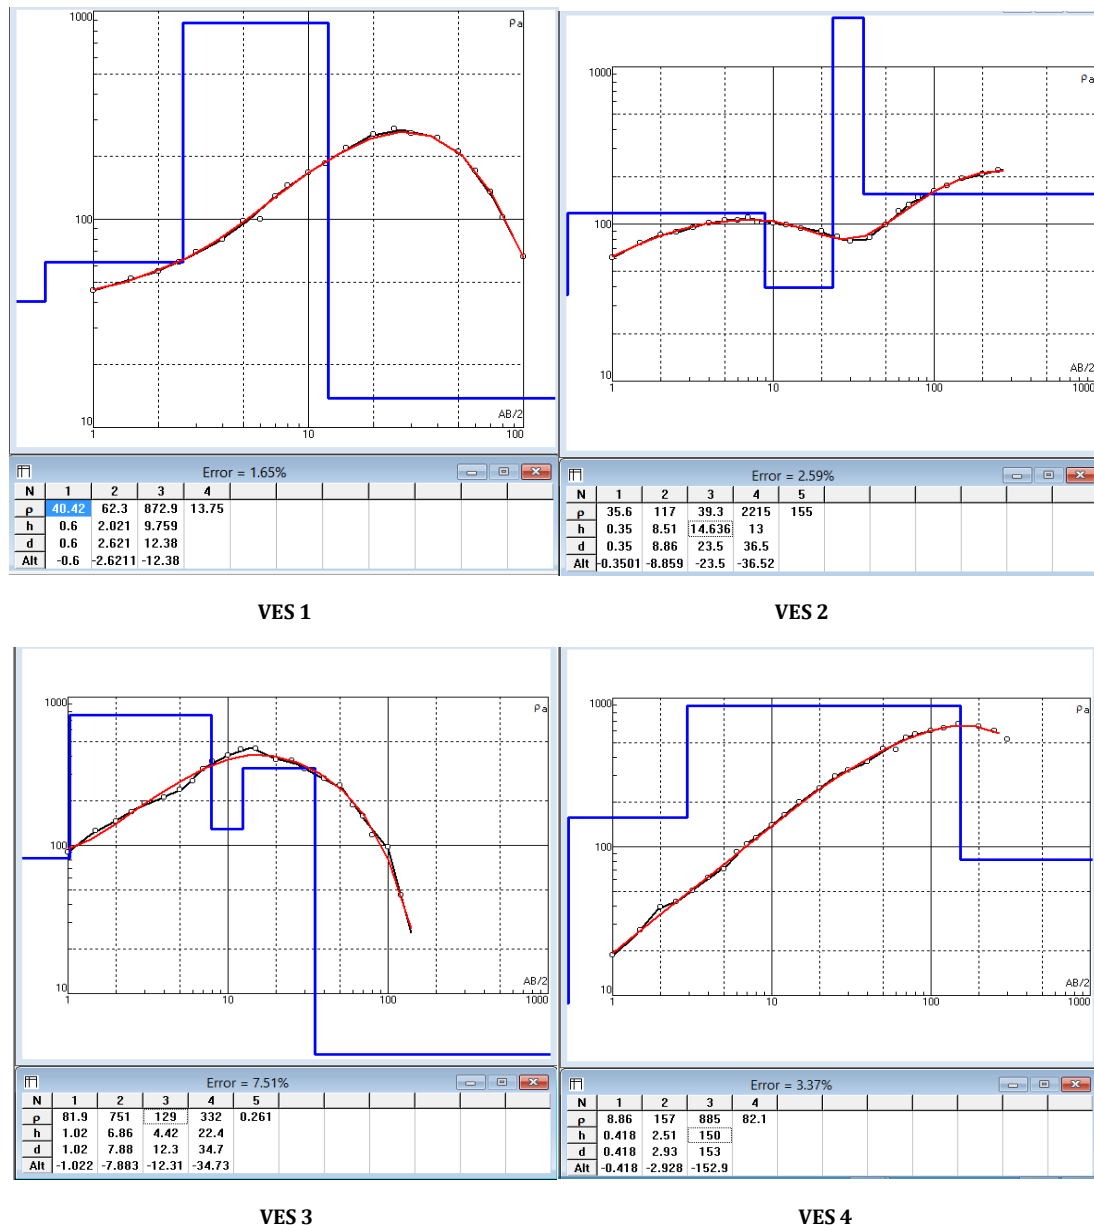 1000
ρa
100
10
AB/2
1
10
100
Error = 1.65%
N 1 2 3 4
ρ 40.42 62.3 872.9 13.75
h 0.6 2.021 9.759
d 0.6 2.621 12.38
Alt -0.6 -2.6211 -12.38
VES 1
1000
ρa
100
10
AB/2
1
10
100
1000
Error = 2.59%
N 1 2 3 4 5
ρ 35.6 117 39.3 2215 155
h 0.35 8.51 14.636 13
d 0.35 8.86 23.5 36.5
Alt -0.3501 -8.859 -23.5 -36.52
VES 2
1000
ρa
100
10
AB/2
1
10
100
1000
Error = 7.51%
N 1 2 3 4 5
ρ 81.9 751 129 332 0.261
h 1.02 6.86 4.42 22.4
d 1.02 7.88 12.3 34.7
Alt -1.022 -7.883 -12.31 -34.73
VES 3
1000
ρa
100
10
AB/2
1
10
100
1000
Error = 3.37%
N 1 2 3 4
ρ 8.86 157 885 82.1
h 0.418 2.51 150
d 0.418 2.93 153
Alt -0.418 -2.928 -152.9
VES 4